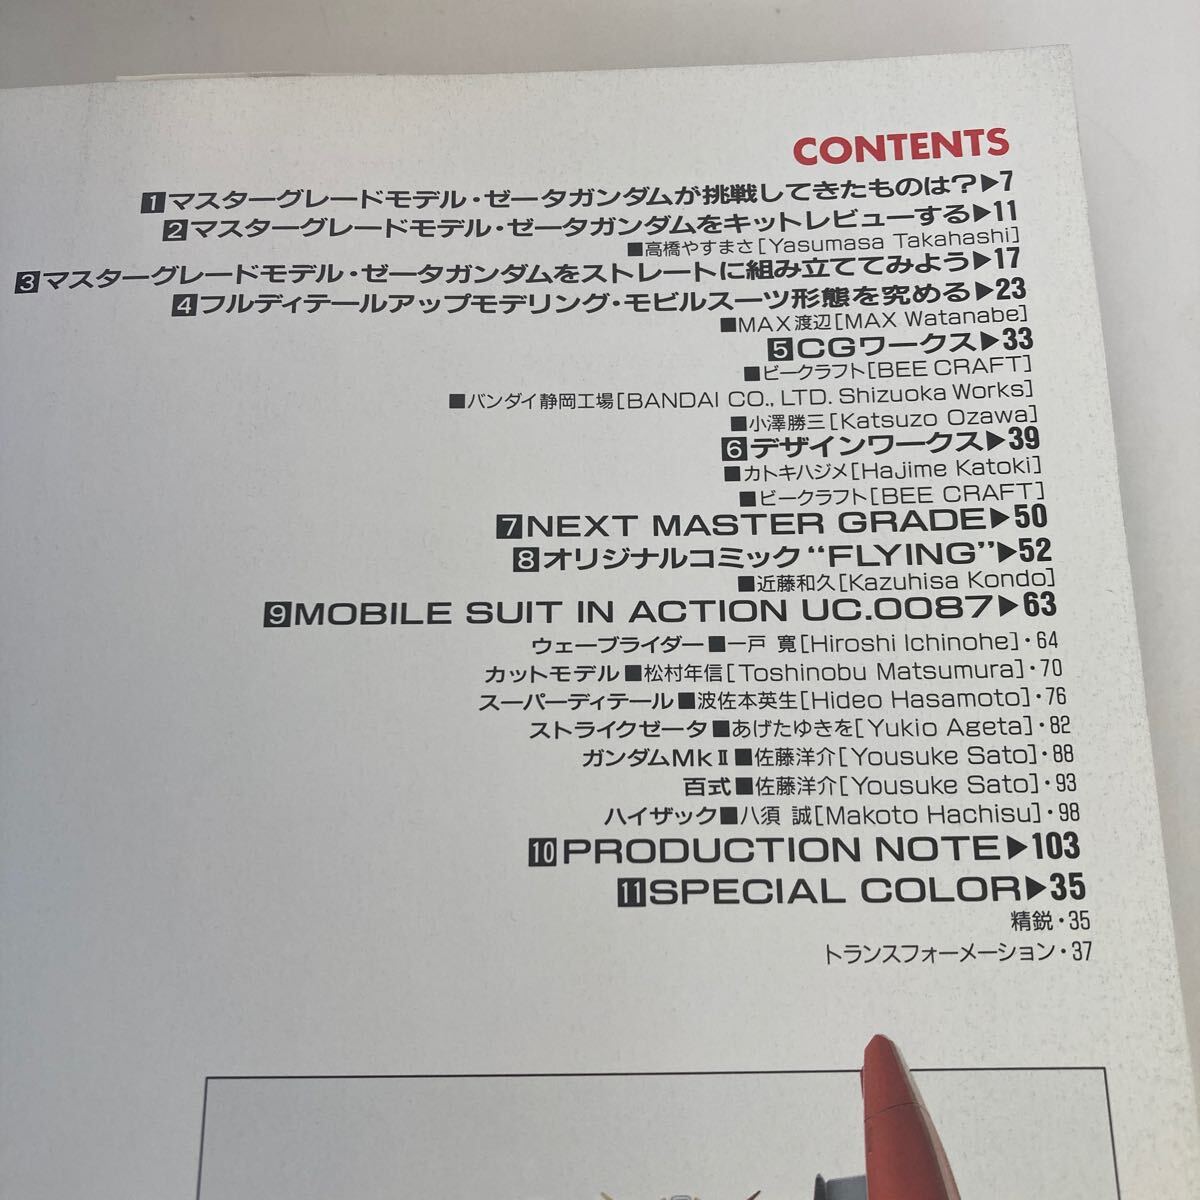 CONTENTS
1マスターグレードモデル・ゼータガンダムが挑戦してきたものは?▶7
2マスターグレードモデル・ゼータガンダムをキットレビューする▶11
■高橋やすまさ[Yasumasa Takahashi]
3マスターグレードモデル・ゼータガンダムをストレートに組み立ててみよう▶17
4フルディテールアップモデリング・モビルスーツ形態を究める▶23
■MAX渡辺[MAX Watanabe]
5CGワークス▶33
■ビークラフト[BEE CRAFT]
■バンダイ静岡工場[BANDAI CO., LTD. Shizuoka Works]
■小澤勝三[Katsuzo Ozawa]
6デザインワークス▶39
■カトキハジメ[Hajime Katoki]
■ビークラフト[BEE CRAFT]
7NEXT MASTER GRADE▶50
8オリジナルコミック“FLYING”▶52
■近藤和久[Kazuhisa Kondo]
9MOBILE SUIT IN ACTION UC.0087▶63
ウェーブライダー■一戸 寛[Hiroshi Ichinohe]・64
カットモデル■松村年信[Toshinobu Matsumura]・70
スーパーディテール■波佐本英生[Hideo Hasamoto]・76
ストライクゼータ■あげたゆきを[Yukio Ageta]・82
ガンダムMkⅡ■佐藤洋介[Yousuke Sato]・88
百式■佐藤洋介[Yousuke Sato]・93
ハイザック■八須 誠[Makoto Hachisu]・98
10PRODUCTION NOTE▶103
11SPECIAL COLOR▶35
精鋭・35
トランスフォーメーション・37